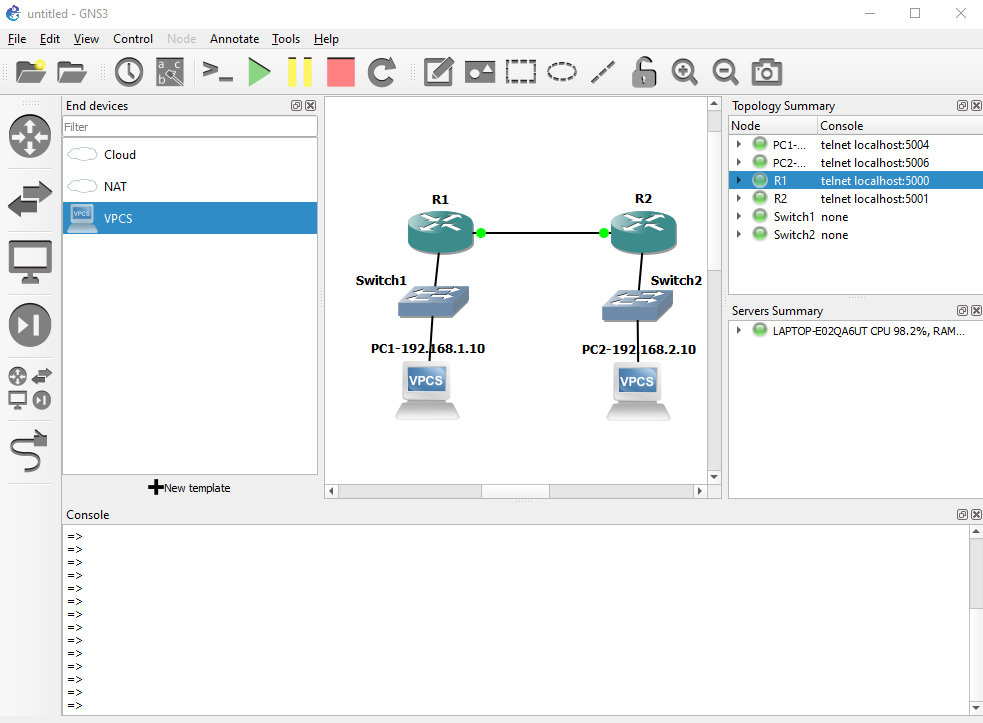 untitled - GNS3
File Edit View Control Node Annotate Tools Help
End devices
Filter
Cloud
NAT
VPCS
VPCS
New template
R1
R2
Switch1
Switch2
PC1-192.168.1.10
PC2-192.168.2.10
VPCS
VPCS
Topology Summary
Node Console
PC1-... telnet localhost:5004
PC2-... telnet localhost:5006
R1 telnet localhost:5000
R2 telnet localhost:5001
Switch1 none
Switch2 none
Servers Summary
LAPTOP-E02QA6UT CPU 98.2%, RAM...
Console
=>
=>
=>
=>
=>
=>
=>
=>
=>
=>
=>
=>
=>
=>